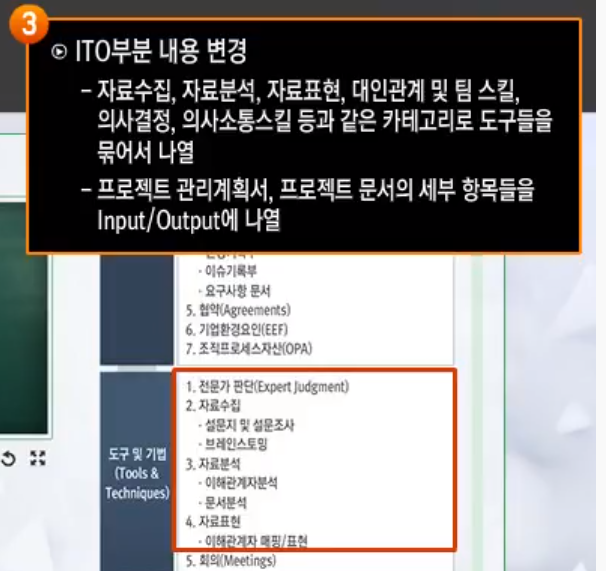 3
ITO부분 내용 변경
– 자료수집, 자료분석, 자료표현, 대인관계 및 팀 스킬,
의사결정, 의사소통스킬 등과 같은 카테고리로 도구들을
묶어서 나열
– 프로젝트 관리계획서, 프로젝트 문서의 세부 항목들을
Input/Output에 나열
· 이슈기록부
· 요구사항 문서
5. 협약(Agreements)
6. 기업환경요인(EEF)
7. 조직프로세스자산(OPA)
도구 및 기법
(Tools &
Techniques)
1. 전문가 판단(Expert Judgment)
2. 자료수집
· 설문지 및 설문조사
· 브레인스토밍
3. 자료분석
· 이해관계자분석
· 문서분석
4. 자료표현
· 이해관계자 매핑/표현
5. 회의(Meetings)